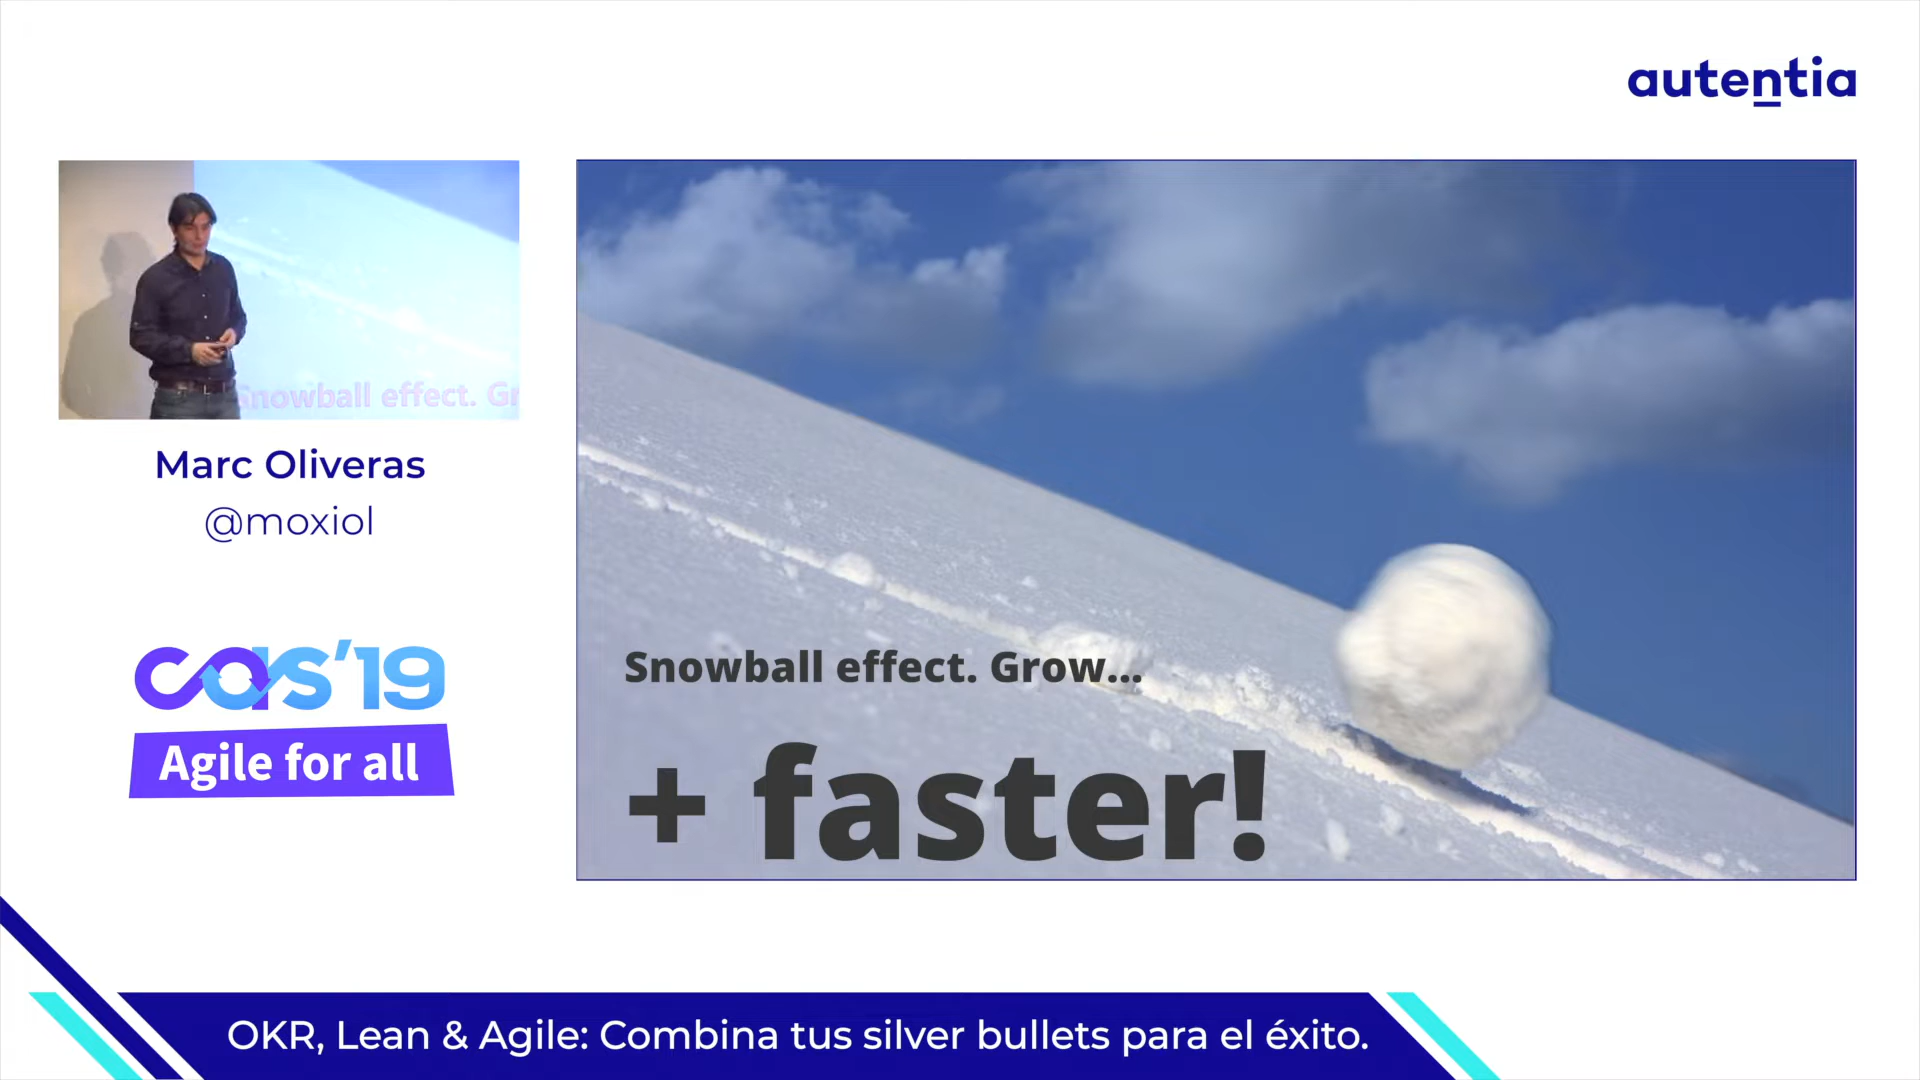 autentia
Snowball effect. Gr
Marc Oliveras
@moxiol
cas'19
Agile for all
Snowball effect. Grow...
+ faster!
OKR, Lean & Agile: Combina tus silver bullets para el éxito.